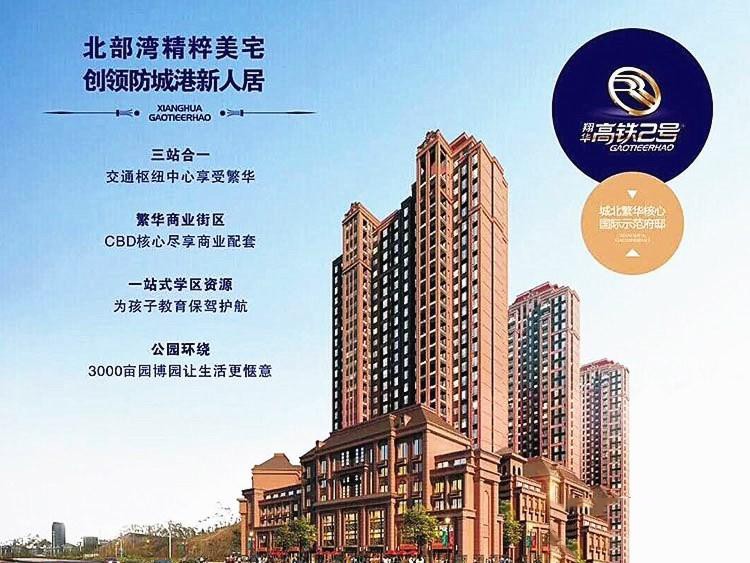 北部湾精粹美宅
创领防城港新人居
XIANGHUA
GAOTIEERHAO
三站合一
交通枢纽中心享受繁华
繁华商业街区
CBD核心尽享商业配套
一站式学区资源
为孩子教育保驾护航
公园环绕
3000亩园博园让生活更惬意
翔华 高铁2号
GAOTIEERHAO
城北繁华核心
国际示范府邸